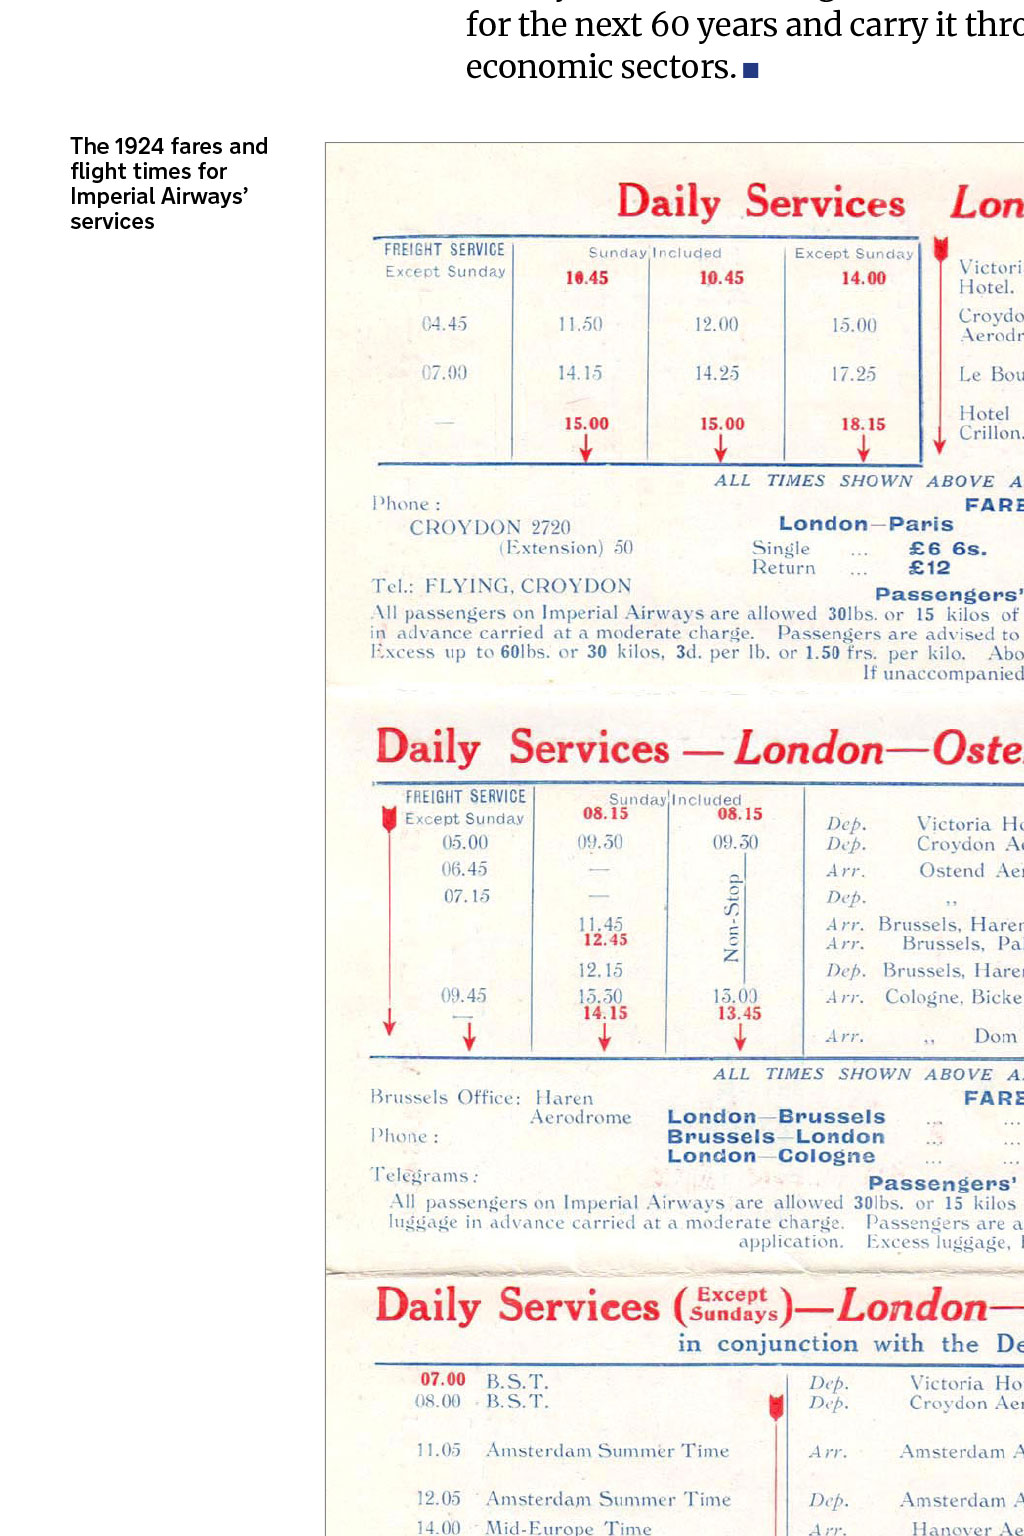 for the next 60 years and carry it thro
economic sectors.
The 1924 fares and
flight times for
Imperial Airways’
services
Daily Services Lon
FREIGHT SERVICE Sunday Included Except Sunday
Except Sunday 10.45 10.45 14.00 Victori
Hotel.
04.45 11.50 12.00 15.00 Croydo
Aerodr
07.00 14.15 14.25 17.25 Le Bou
— 15.00 15.00 18.15 Hotel
Crillon.
ALL TIMES SHOWN ABOVE A
Phone : FARE
CROYDON 2720 London—Paris
(Extension) 50 Single ... £6 6s.
Return ... £12
Tel.: FLYING, CROYDON Passengers’
All passengers on Imperial Airways are allowed 30lbs. or 15 kilos of
in advance carried at a moderate charge. Passengers are advised to
Excess up to 60lbs. or 30 kilos, 3d. per lb. or 1.50 frs. per kilo. Abo
If unaccompanied
Daily Services — London—Oste
FREIGHT SERVICE Sunday Included
Except Sunday 08.15 08.15 Dep. Victoria Ho
05.00 09.30 09.30 Dep. Croydon Ae
06.45 — Arr. Ostend Aer
07.15 — Non-Stop Dep. ,,
11.45 Arr. Brussels, Haren
12.45 Arr. Brussels, Pa
12.15 Dep. Brussels, Haren
09.45 13.30 13.00 Arr. Cologne, Bicke
— 14.15 13.45
Arr. ,, Dom
ALL TIMES SHOWN ABOVE A
Brussels Office: Haren FARE
Aerodrome London—Brussels ... ...
Phone : Brussels—London ... ...
London—Cologne ... ...
Telegrams: Passengers’
All passengers on Imperial Airways are allowed 30lbs. or 15 kilos
luggage in advance carried at a moderate charge. Passengers are a
application. Excess luggage,
Daily Services (Except Sundays)—London—
in conjunction with the De
07.00 B.S.T. Dep. Victoria Ho
08.00 B.S.T. Dep. Croydon Aer
11.05 Amsterdam Summer Time Arr. Amsterdam A
12.05 Amsterdam Summer Time Dep. Amsterdam A
14.00 Mid-Europe Time Arr. Hanover Ae